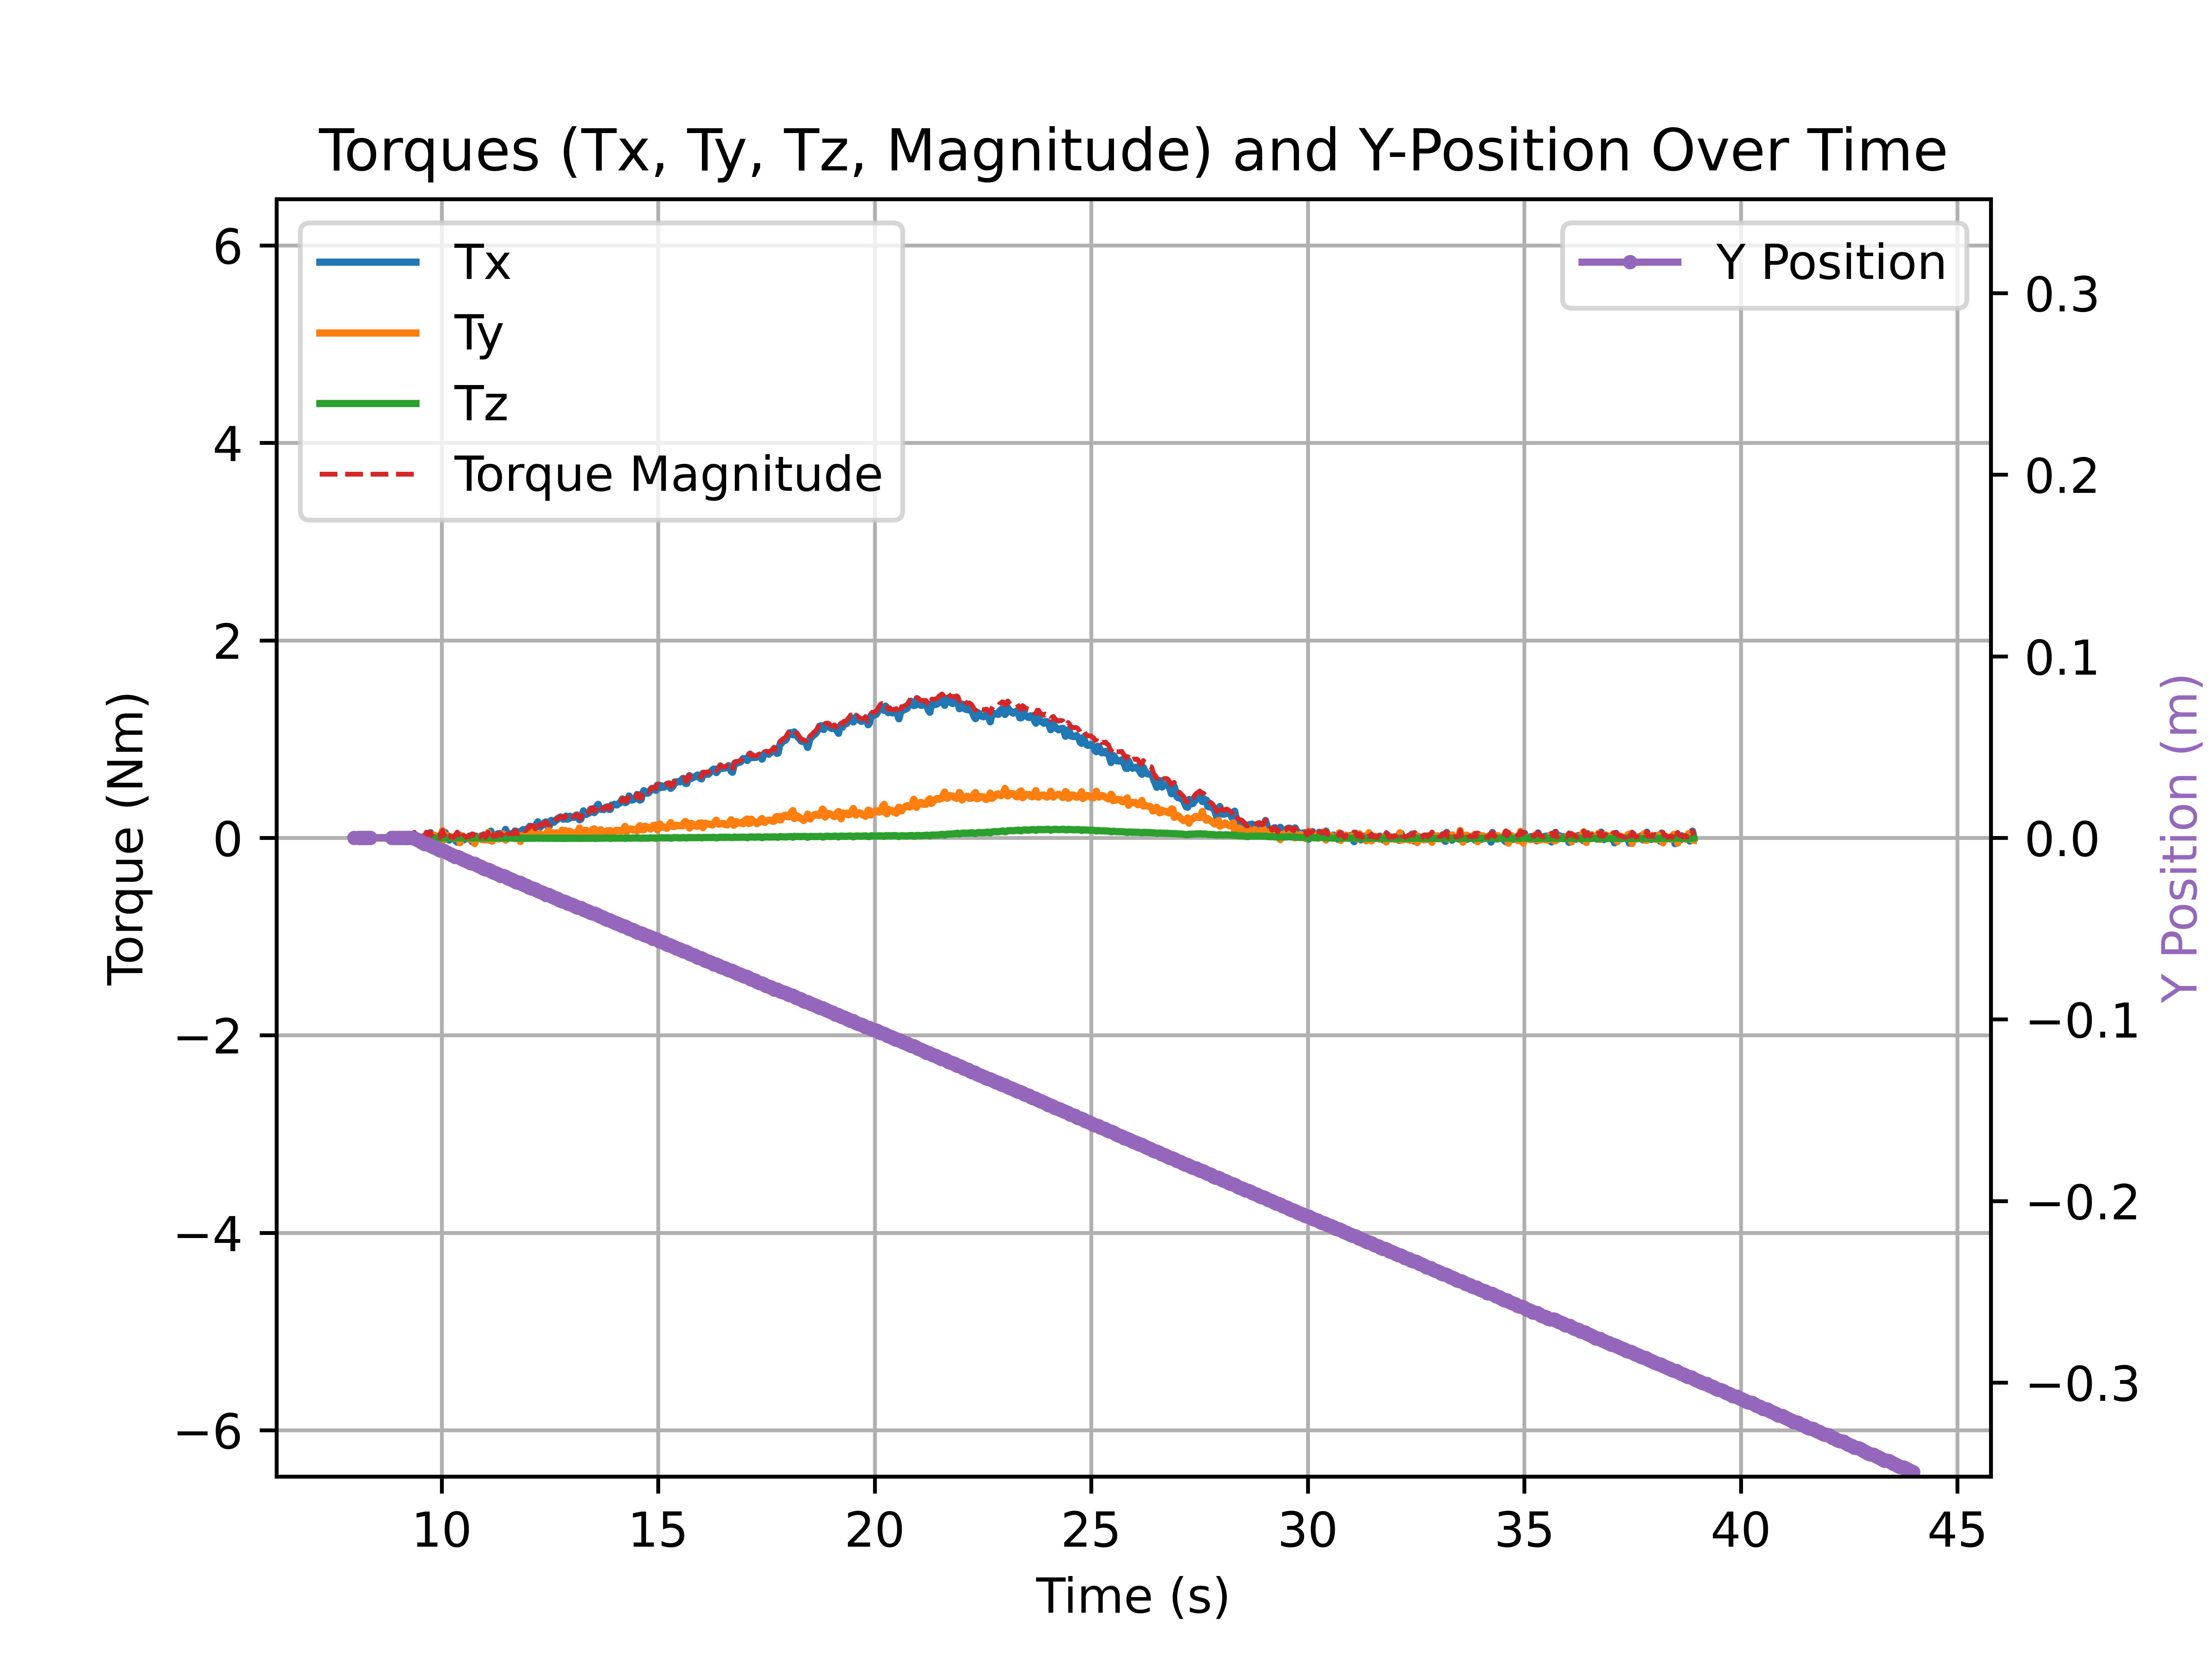 Torques (Tx, Ty, Tz, Magnitude) and Y-Position Over Time
Tx
Ty
Tz
Torque Magnitude
Y Position
6
4
2
0
−2
−4
−6
Torque (Nm)
0.3
0.2
0.1
0.0
−0.1
−0.2
−0.3
Y Position (m)
10 15 20 25 30 35 40 45
Time (s)